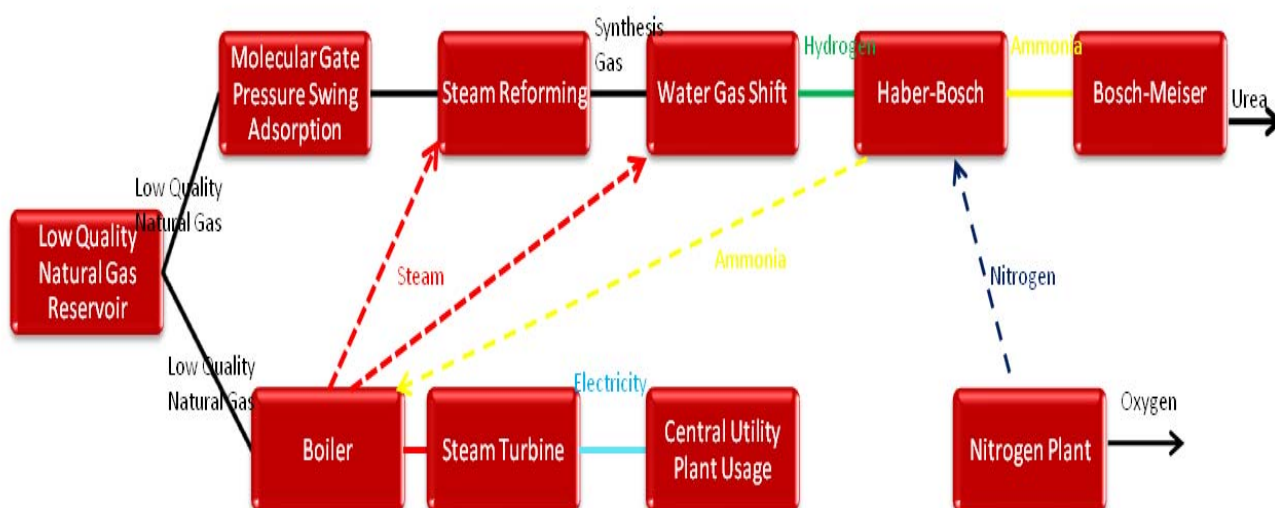 Molecular Gate
Pressure Swing
Adsorption
Steam Reforming
Synthesis
Gas
Water Gas Shift
Hydrogen
Haber-Bosch
Ammonia
Bosch-Meiser
Urea
Low Quality
Natural Gas
Low Quality
Natural Gas
Reservoir
Steam
Ammonia
Nitrogen
Low Quality
Natural Gas
Boiler
Steam Turbine
Electricity
Central Utility
Plant Usage
Nitrogen Plant
Oxygen